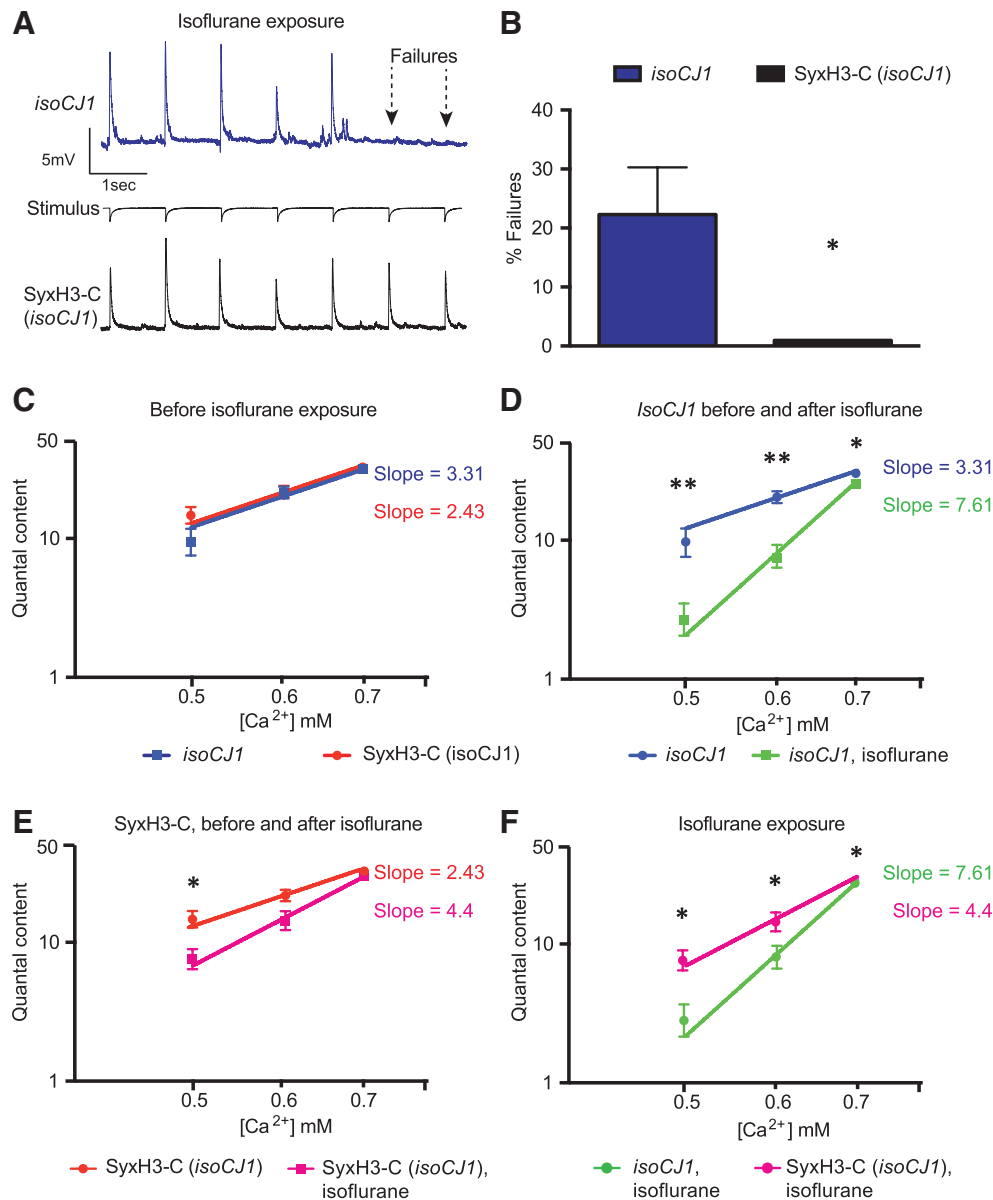 A
Isoflurane exposure
Failures
isoCJ1
5mV
1sec
Stimulus
SyxH3-C
(isoCJ1)
B
isoCJ1
SyxH3-C (isoCJ1)
% Failures
40
30
20
10
0
*
C
Before isoflurane exposure
Quantal content
50
10
1
Slope = 3.31
Slope = 2.43
0.5
0.6
0.7
[Ca2+] mM
isoCJ1
SyxH3-C (isoCJ1)
D
IsoCJ1 before and after isoflurane
Quantal content
50
10
1
**
**
*
Slope = 3.31
Slope = 7.61
0.5
0.6
0.7
[Ca2+] mM
isoCJ1
isoCJ1, isoflurane
E
SyxH3-C, before and after isoflurane
Quantal content
50
10
1
*
Slope = 2.43
Slope = 4.4
0.5
0.6
0.7
[Ca2+] mM
SyxH3-C (isoCJ1)
SyxH3-C (isoCJ1),
isoflurane
F
Isoflurane exposure
Quantal content
50
10
1
*
*
*
Slope = 7.61
Slope = 4.4
0.5
0.6
0.7
[Ca2+] mM
isoCJ1,
isoflurane
SyxH3-C (isoCJ1),
isoflurane